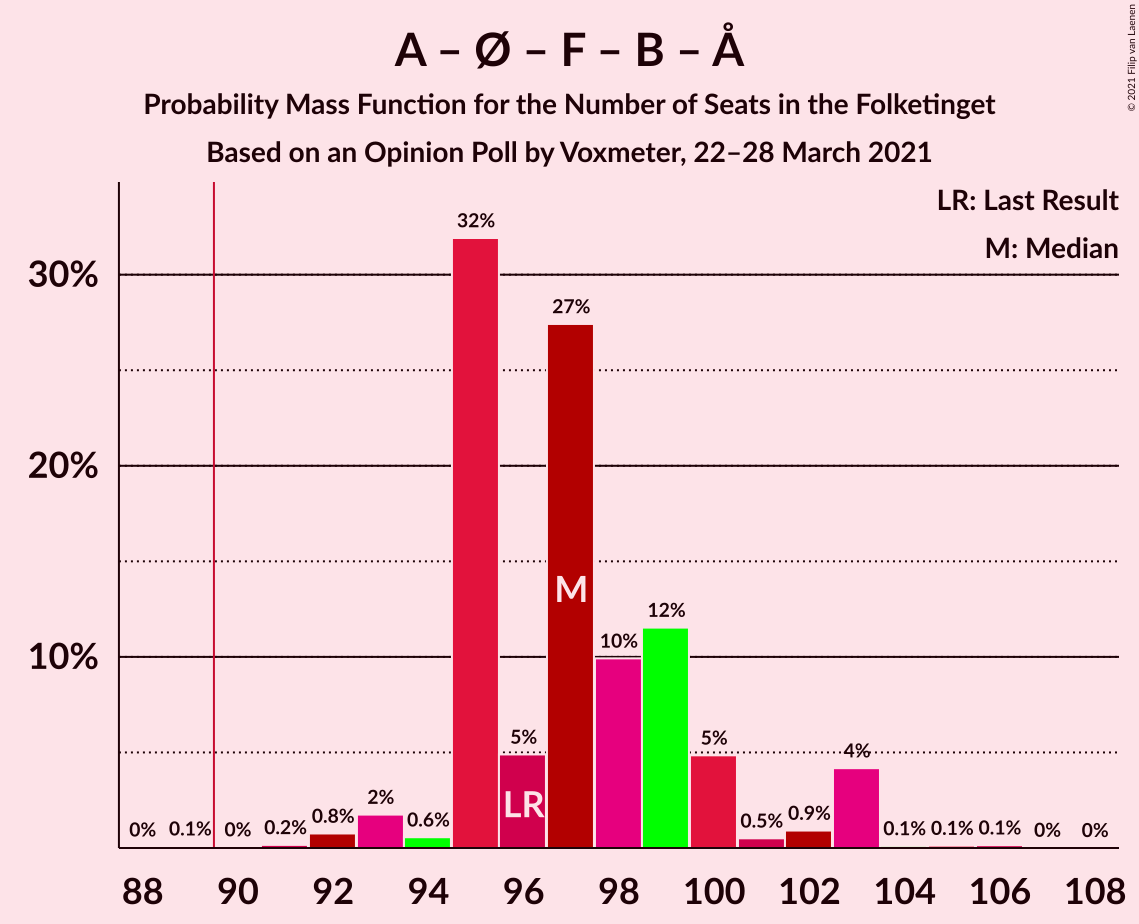 A – Ø – F – B – Å
Probability Mass Function for the Number of Seats in the Folketinget
Based on an Opinion Poll by Voxmeter, 22–28 March 2021
© 2021 Filip van Laenen
LR: Last Result
M: Median
30%
20%
10%
0% 0.1% 0% 0.2% 0.8% 2% 0.6% 32% 5% 27% 10% 12% 5% 0.5% 0.9% 4% 0.1% 0.1% 0.1% 0% 0%
M
LR
88 90 92 94 96 98 100 102 104 106 108